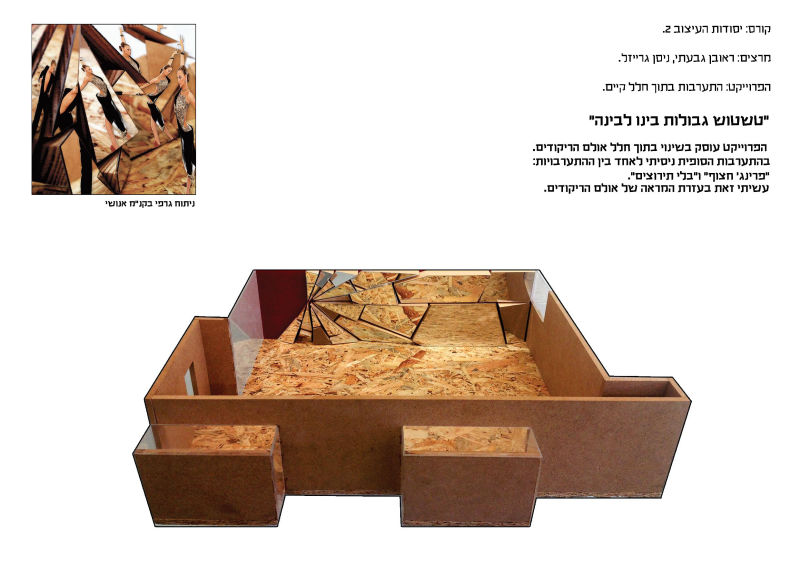 קורס: יסודות העיצוב 2.
מרצים: ראובן גבעתי, ניסן גרייזל.
הפרוייקט: התערבות בתוך חלל קיים.
"טשטוש גבולות בינו לבינה"
הפרוייקט עוסק בשינוי בתוך חלל אולם הריקודים.
בהתערבות הסופית ניסיתי לאחד בין ההתערבויות:
"פרינג' חצוף" ו"בלי תירוצים".
עשיתי זאת בעזרת המראה של אולם הריקודים.
ניתוח גרפי בקנ"מ אנושי